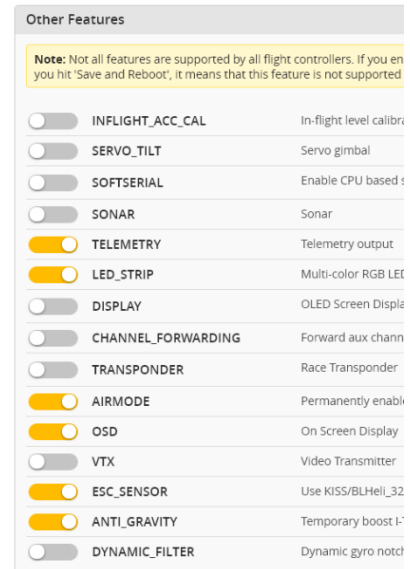 Other Features
Note: Not all features are supported by all flight controllers. If you en
you hit 'Save and Reboot', it means that this feature is not supported
INFLIGHT_ACC_CAL In-flight level calibra
SERVO_TILT Servo gimbal
SOFTSERIAL Enable CPU based s
SONAR Sonar
TELEMETRY Telemetry output
LED_STRIP Multi-color RGB LED
DISPLAY OLED Screen Displa
CHANNEL_FORWARDING Forward aux chann
TRANSPONDER Race Transponder
AIRMODE Permanently enable
OSD On Screen Display
VTX Video Transmitter
ESC_SENSOR Use KISS/BLHeli_32
ANTI_GRAVITY Temporary boost I-T
DYNAMIC_FILTER Dynamic gyro notch